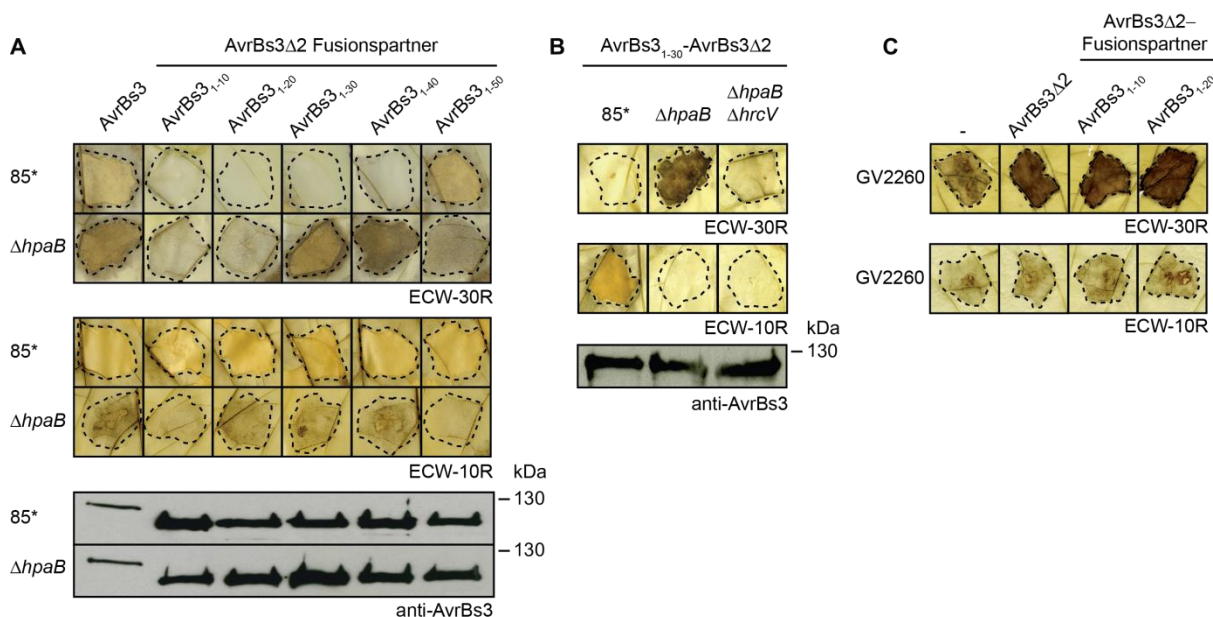 A
AvrBs3Δ2 Fusionspartner
AvrBs3
AvrBs3₁₋₁₀
AvrBs3₁₋₂₀
AvrBs3₁₋₃₀
AvrBs3₁₋₄₀
AvrBs3₁₋₅₀
85*
ΔhpaB
ECW-30R
85*
ΔhpaB
ECW-10R
kDa
85*
– 130
ΔhpaB
– 130
anti-AvrBs3
B
AvrBs3₁₋₃₀-AvrBs3Δ2
85*
ΔhpaB
ΔhpaB
ΔhrcV
ECW-30R
ECW-10R
kDa
– 130
anti-AvrBs3
C
AvrBs3Δ2–
Fusionspartner
-
AvrBs3Δ2
AvrBs3₁₋₁₀
AvrBs3₁₋₂₀
GV2260
ECW-30R
GV2260
ECW-10R